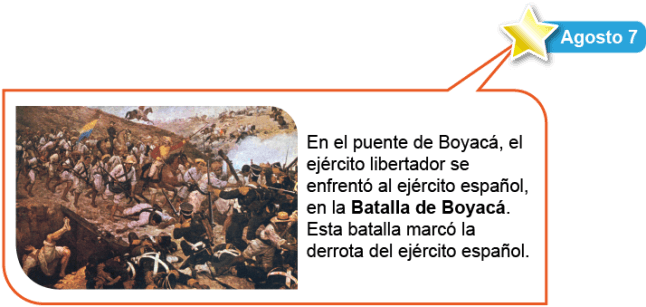 Agosto 7
En el puente de Boyacá, el
ejército libertador se
enfrentó al ejército español,
en la Batalla de Boyacá.
Esta batalla marcó la
derrota del ejército español.